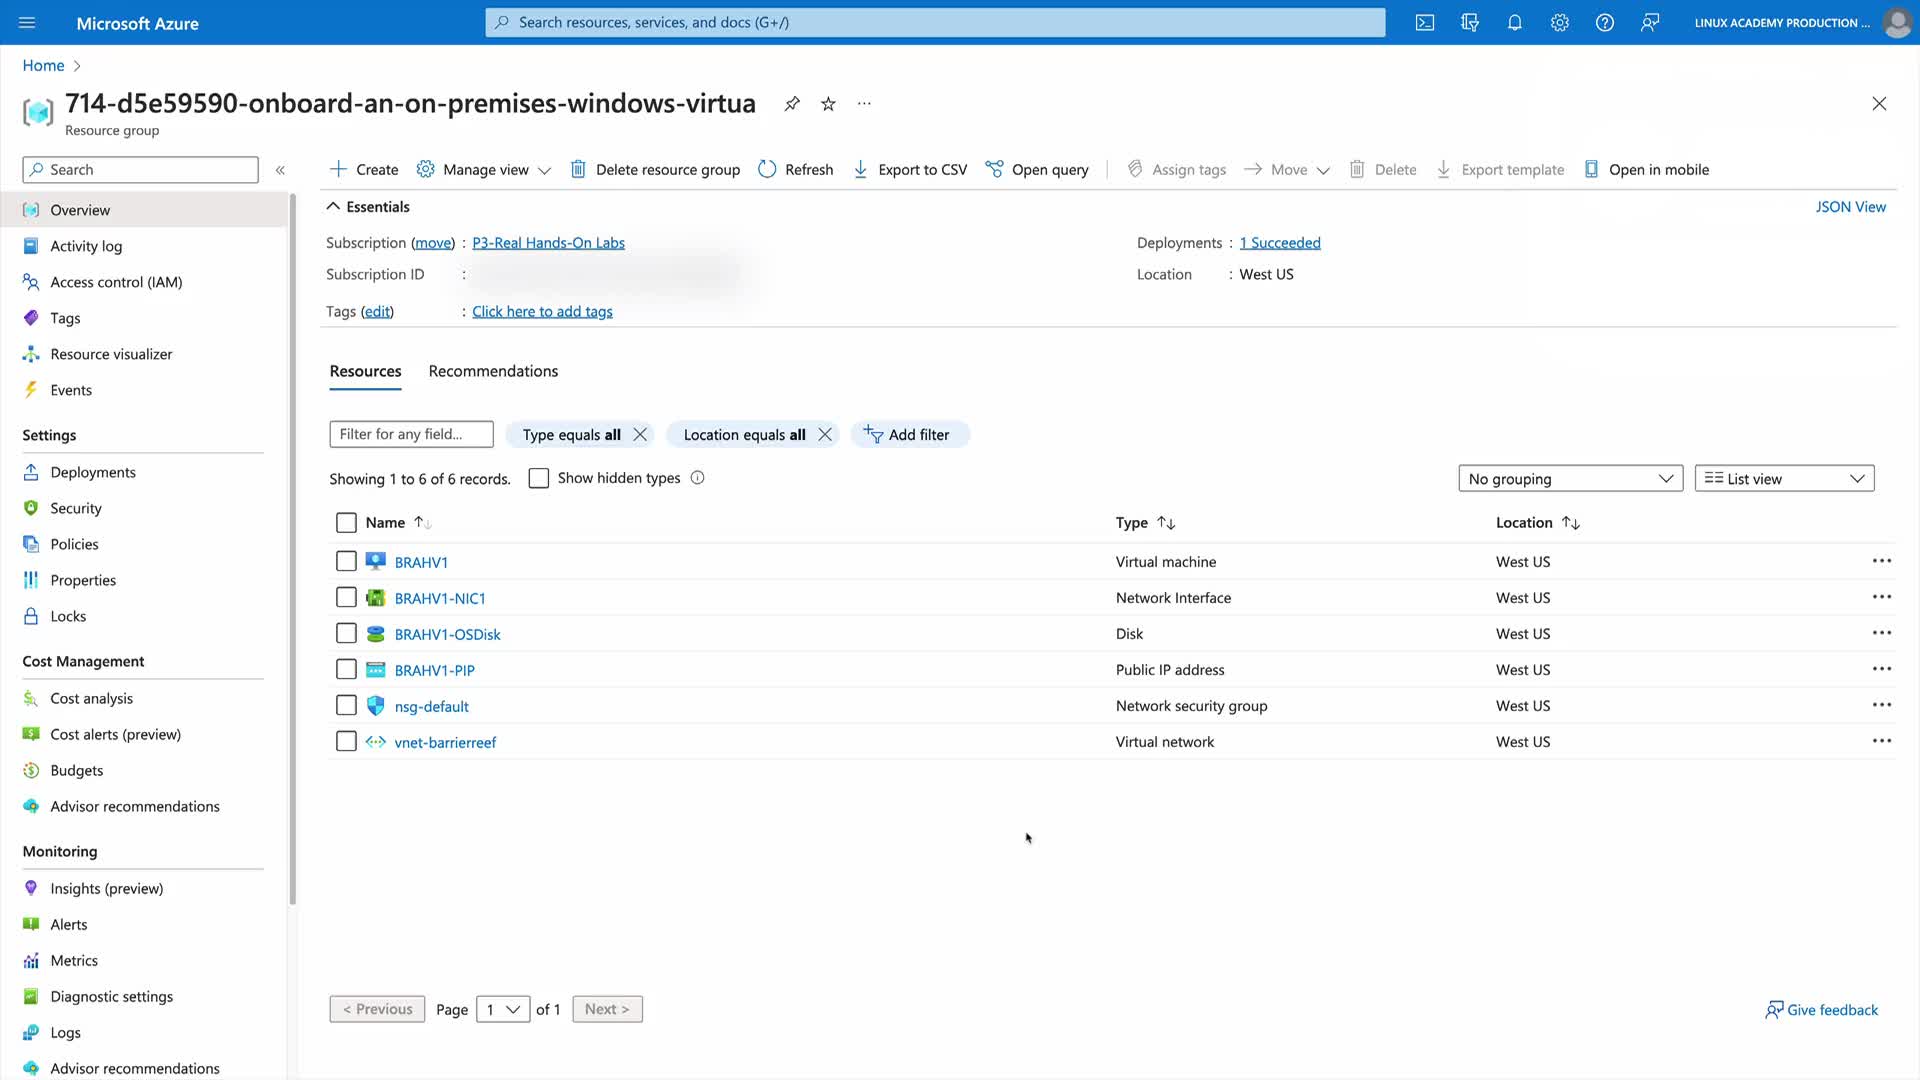 Microsoft Azure
Search resources, services, and docs (G+/)
LINUX ACADEMY PRODUCTION ...
Home
714-d5e59590-onboard-an-on-premises-windows-virtua
Resource group
Search
Create
Manage view
Delete resource group
Refresh
Export to CSV
Open query
Assign tags
Move
Delete
Export template
Open in mobile
Overview
Activity log
Access control (IAM)
Tags
Resource visualizer
Events
Settings
Deployments
Security
Policies
Properties
Locks
Cost Management
Cost analysis
Cost alerts (preview)
Budgets
Advisor recommendations
Monitoring
Insights (preview)
Alerts
Metrics
Diagnostic settings
Logs
Advisor recommendations
Essentials
JSON View
Subscription (move) : P3-Real Hands-On Labs
Deployments : 1 Succeeded
Subscription ID :
Location : West US
Tags (edit) : Click here to add tags
Resources Recommendations
Filter for any field...
Type equals all
Location equals all
Add filter
Showing 1 to 6 of 6 records.
Show hidden types
No grouping
List view
Name Type Location
BRAHV1 Virtual machine West US
BRAHV1-NIC1 Network Interface West US
BRAHV1-OSDisk Disk West US
BRAHV1-PIP Public IP address West US
nsg-default Network security group West US
vnet-barrierreef Virtual network West US
< Previous Page 1 of 1 Next >
Give feedback